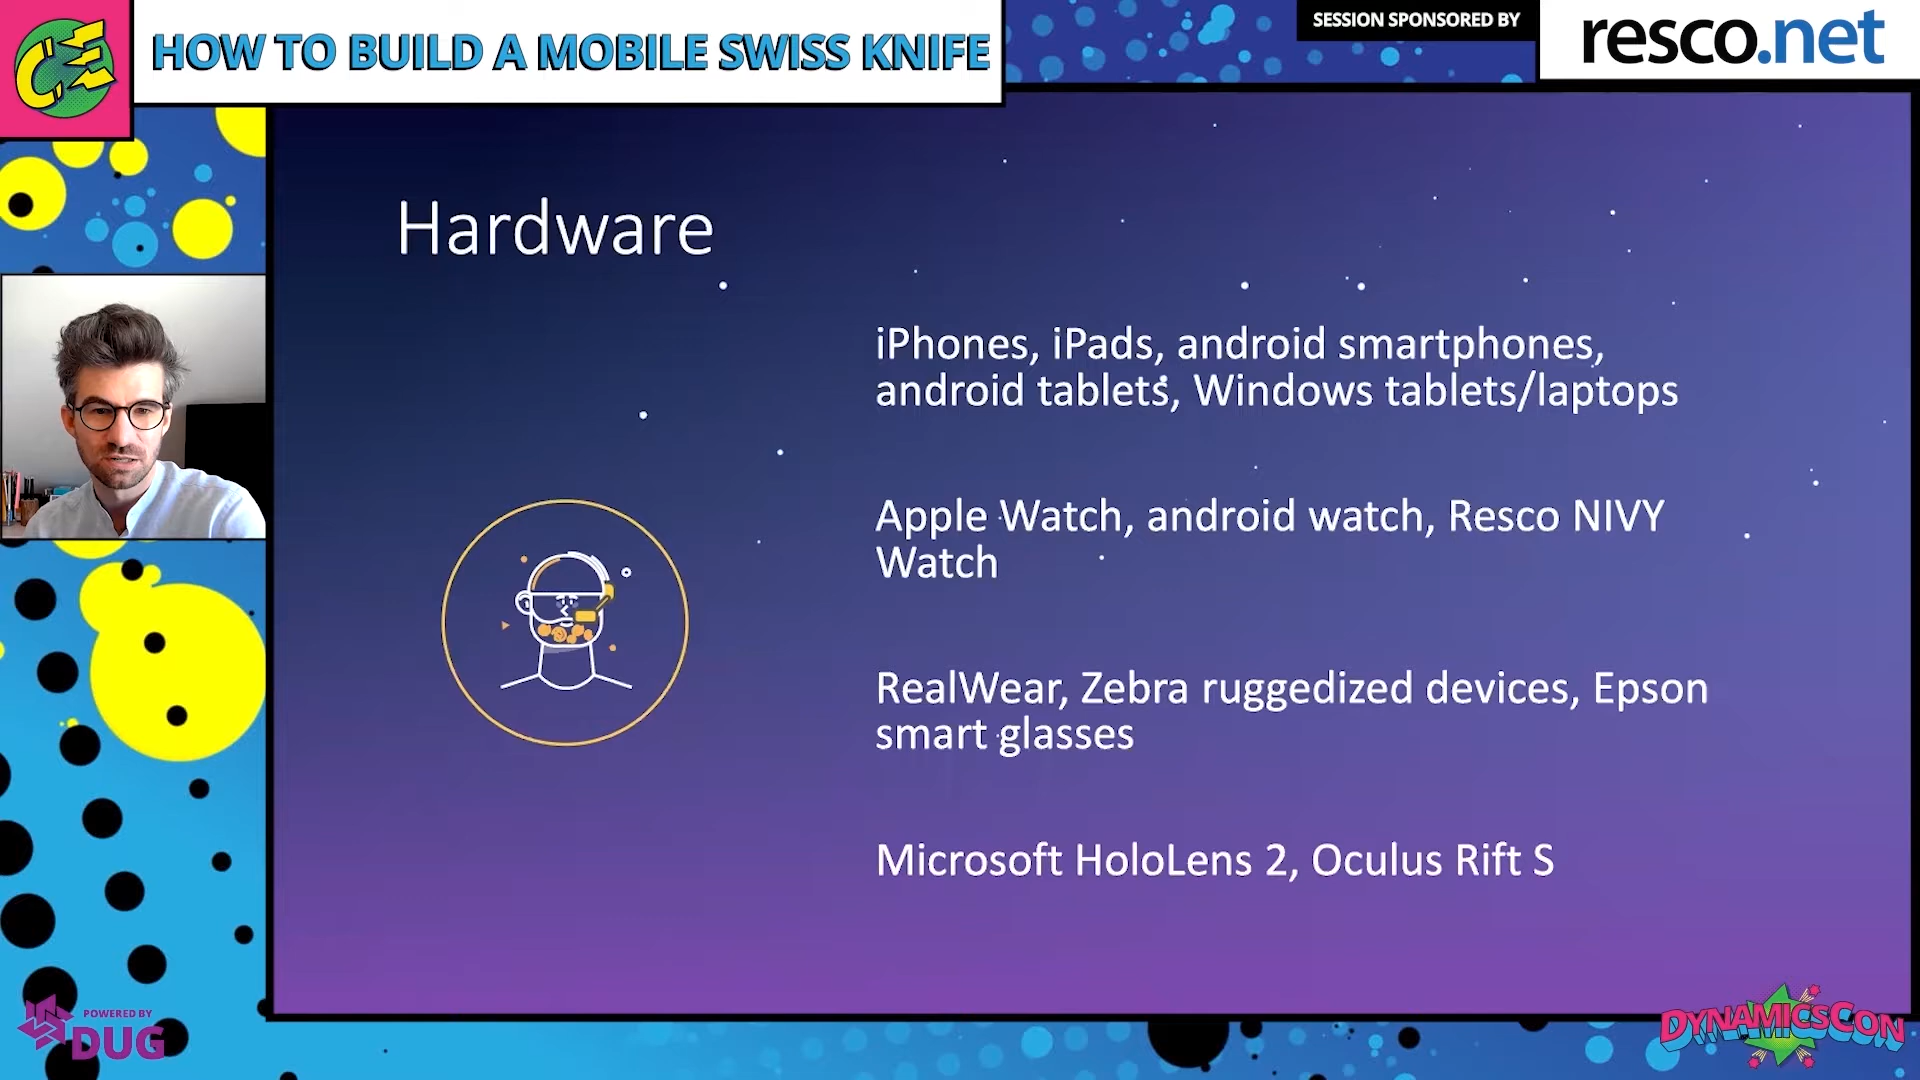 CE
HOW TO BUILD A MOBILE SWISS KNIFE
SESSION SPONSORED BY
resco.net
Hardware
iPhones, iPads, android smartphones,
android tablets, Windows tablets/laptops
Apple Watch, android watch, Resco NIVY
Watch
RealWear, Zebra ruggedized devices, Epson
smart glasses
Microsoft HoloLens 2, Oculus Rift S
POWERED BY
DUG
DYNAMICSCON